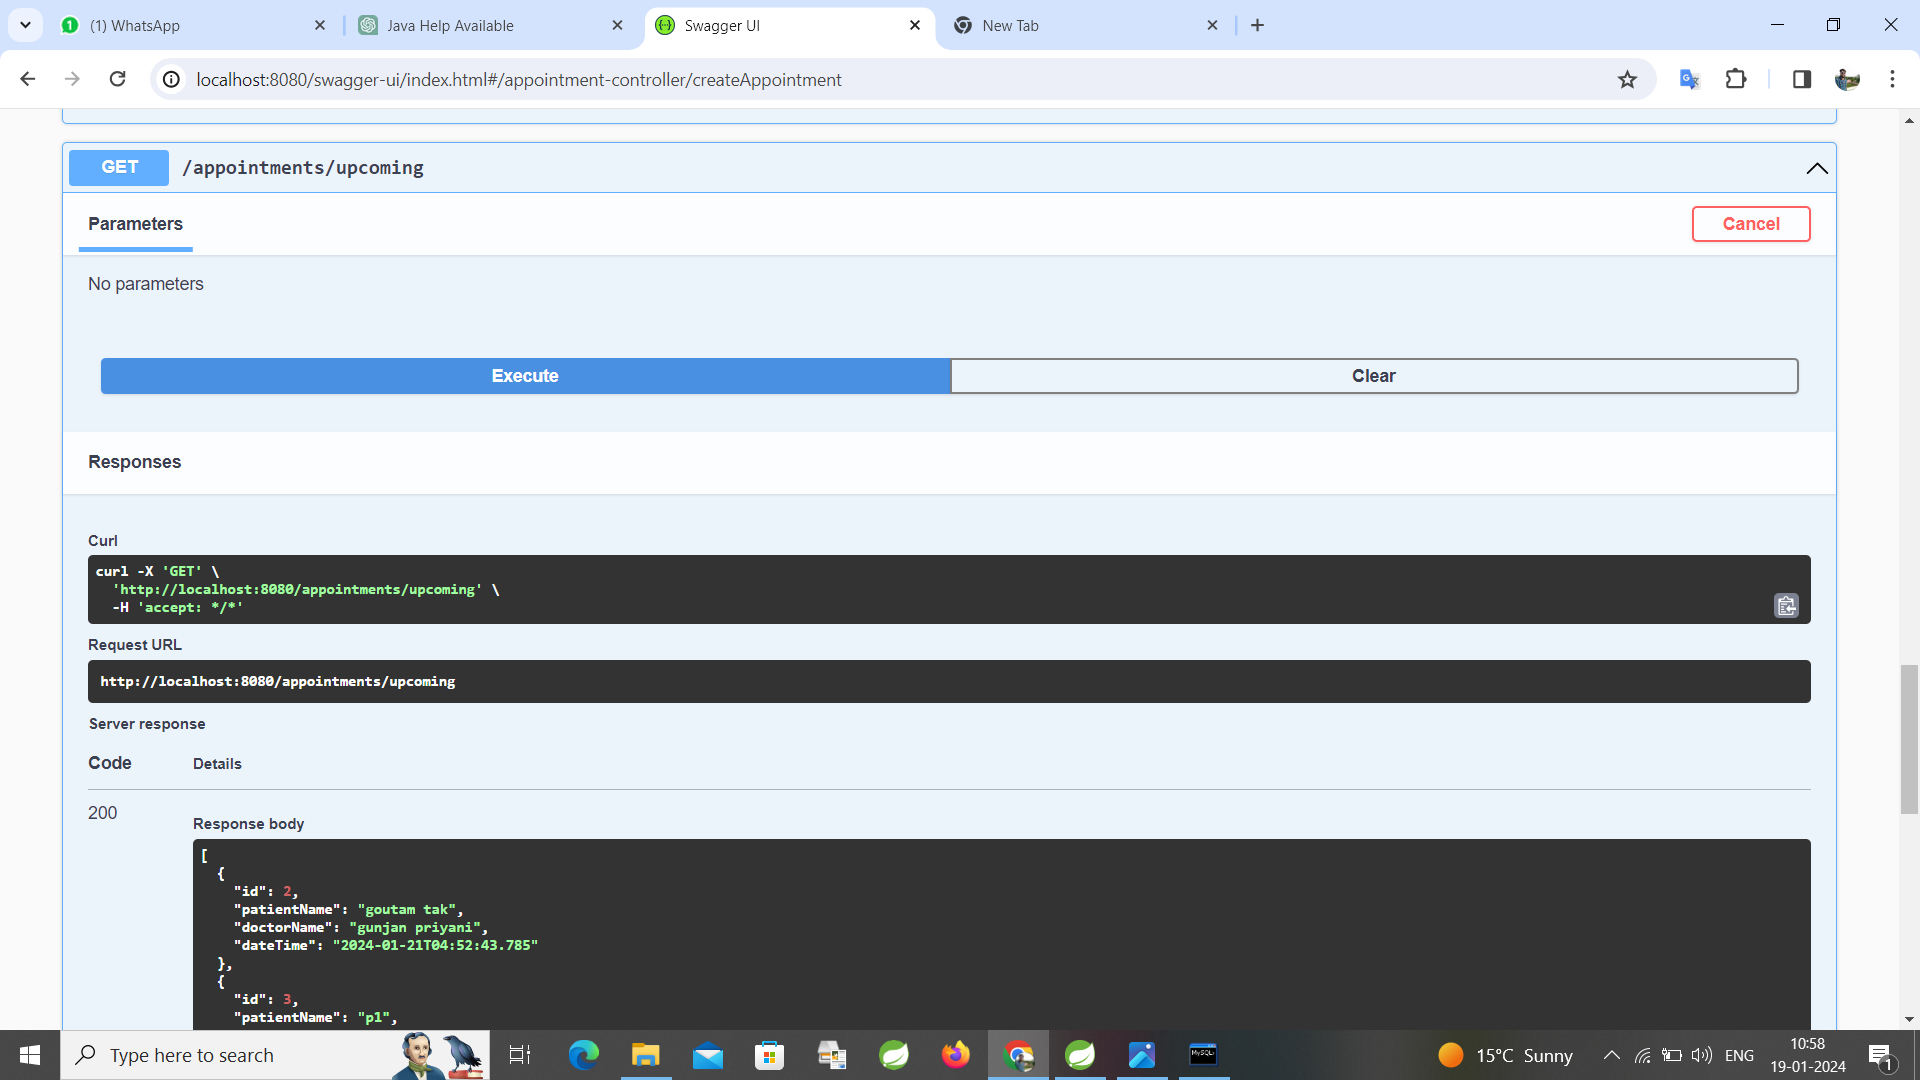 (1) WhatsApp
Java Help Available
Swagger UI
New Tab
localhost:8080/swagger-ui/index.html#/appointment-controller/createAppointment
GET /appointments/upcoming
Parameters
Cancel
No parameters
Execute
Clear
Responses
Curl
curl -X 'GET' \
'http://localhost:8080/appointments/upcoming' \
-H 'accept: */*'
Request URL
http://localhost:8080/appointments/upcoming
Server response
Code Details
200
Response body
[
{
"id": 2,
"patientName": "goutam tak",
"doctorName": "gunjan priyani",
"dateTime": "2024-01-21T04:52:43.785"
},
{
"id": 3,
"patientName": "p1",
Type here to search
MySQL
15°C Sunny
ENG
10:58
19-01-2024
1